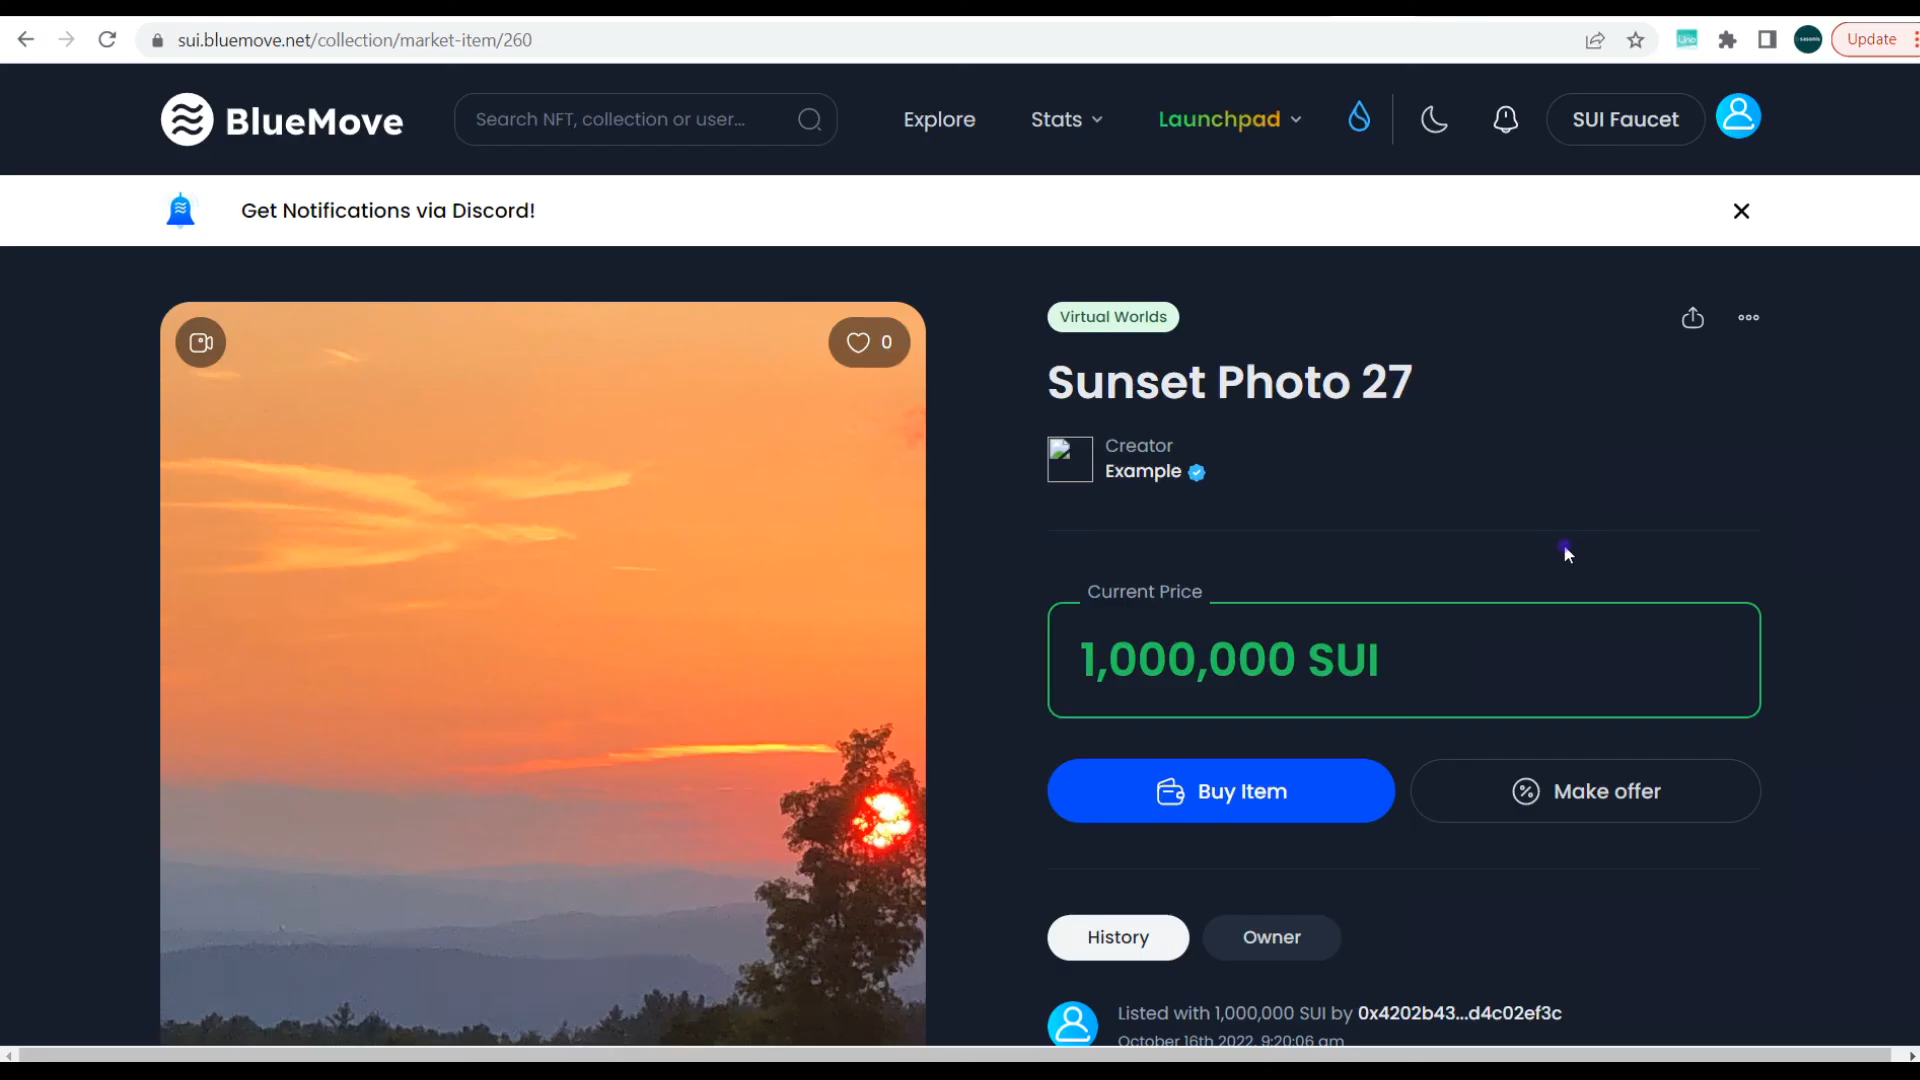 sui.bluemove.net/collection/market-item/260
Update
BlueMove
Search NFT, collection or user...
Explore
Stats
Launchpad
SUI Faucet
Get Notifications via Discord!
0
Virtual Worlds
Sunset Photo 27
Creator
Example
Current Price
1,000,000 SUI
Buy Item
Make offer
History
Owner
Listed with 1,000,000 SUI by 0x4202b43...d4c02ef3c
October 16th 2022, 9:20:06 am